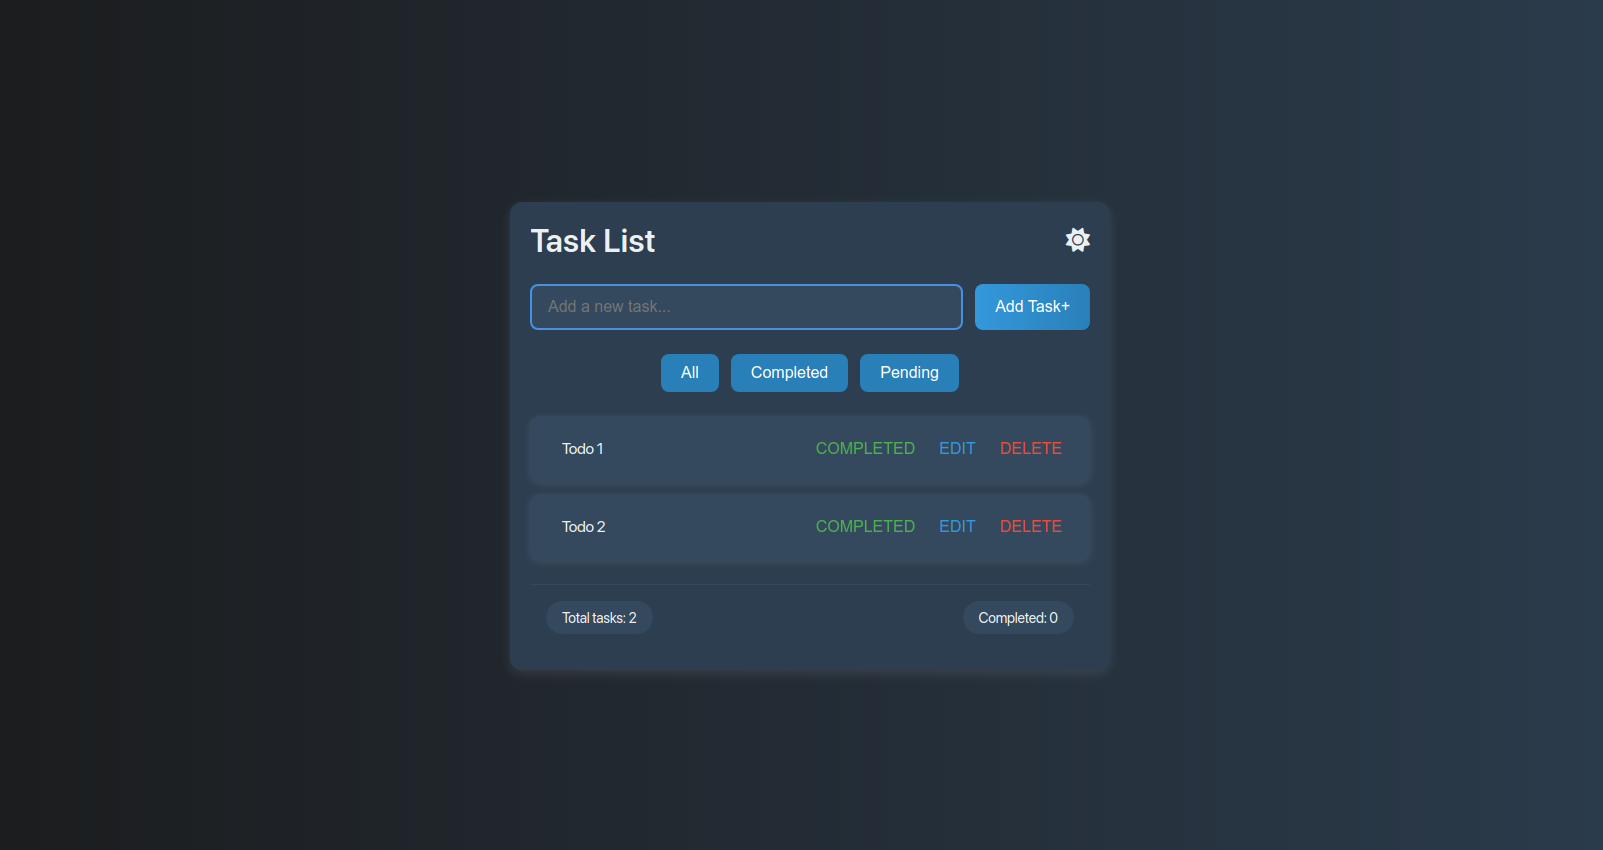 Task List
Add a new task...
Add Task+
All Completed Pending
Todo 1 COMPLETED EDIT DELETE
Todo 2 COMPLETED EDIT DELETE
Total tasks: 2 Completed: 0